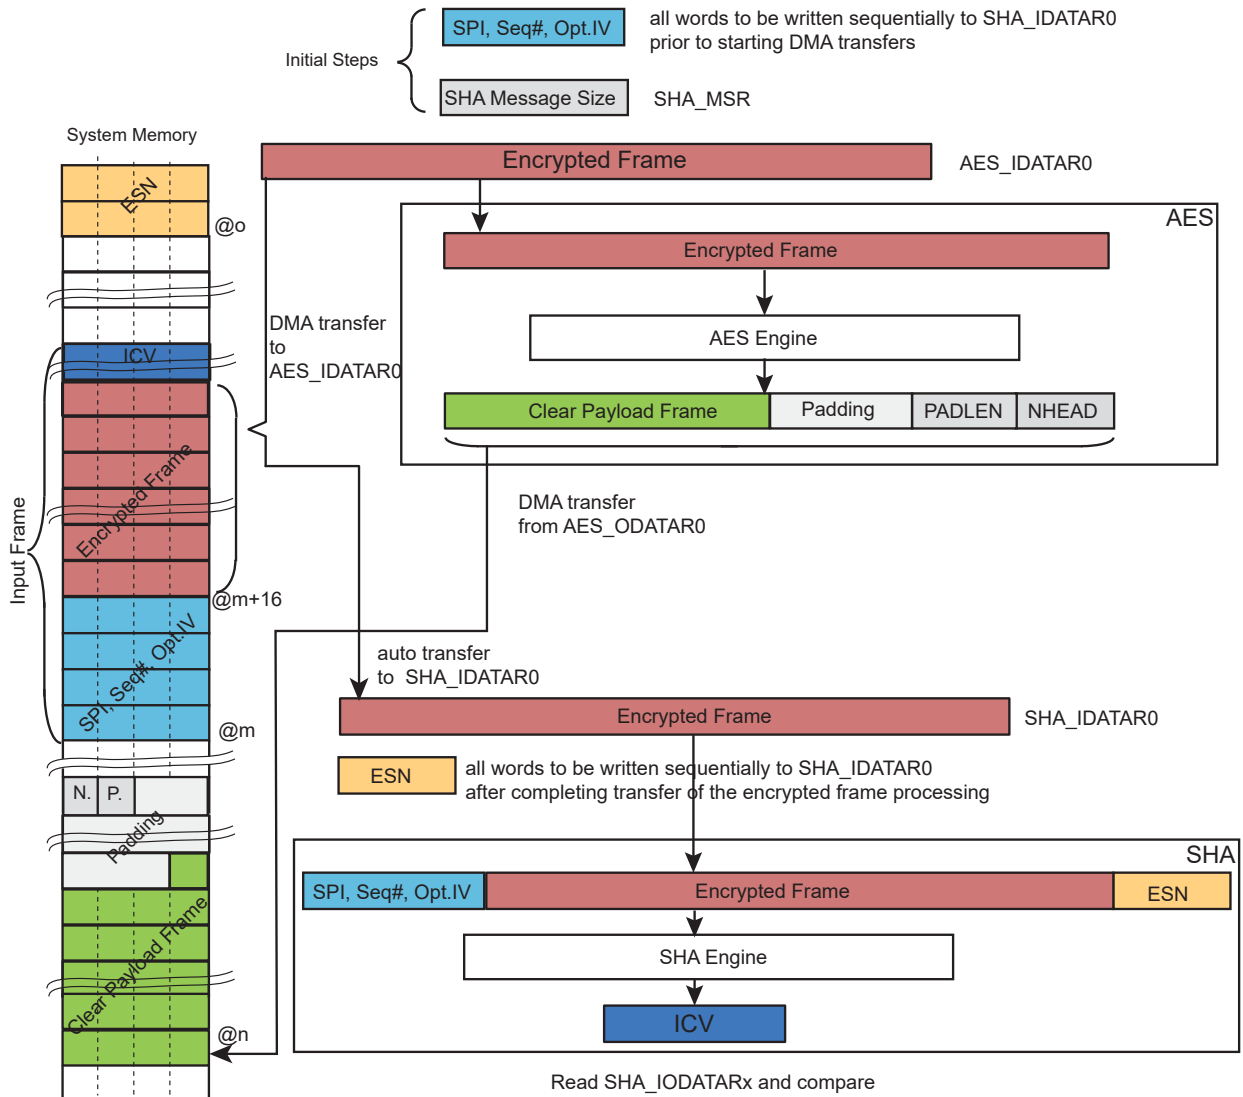 SPI, Seq#, Opt.IV
all words to be written sequentially to SHA_IDATAR0
prior to starting DMA transfers
Initial Steps
SHA Message Size
SHA_MSR
System Memory
Encrypted Frame
AES_IDATAR0
ESN
@o
AES
Encrypted Frame
DMA transfer
to
AES_IDATAR0
AES Engine
ICV
Clear Payload Frame
Padding
PADLEN
NHEAD
Input Frame
Encrypted Frame
DMA transfer
from AES_ODATAR0
@m+16
SPI, Seq#, Opt.IV
auto transfer
to SHA_IDATAR0
@m
Encrypted Frame
SHA_IDATAR0
ESN
all words to be written sequentially to SHA_IDATAR0
after completing transfer of the encrypted frame processing
N.
P.
Padding
SHA
SPI, Seq#, Opt.IV
Encrypted Frame
ESN
Clear Payload Frame
SHA Engine
ICV
@n
Read SHA_IODATARx and compare